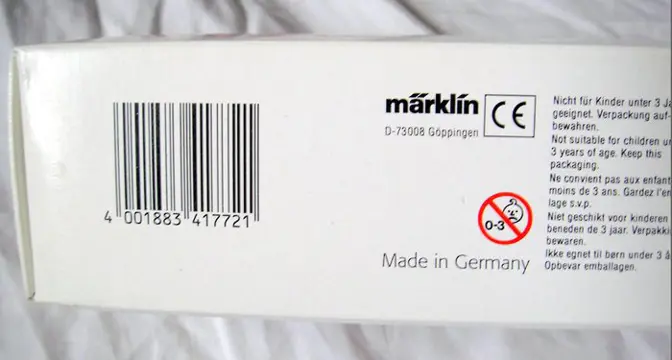 4 001883 417721
märklin
CE
D-73008 Göppingen
0-3
Made in Germany
Nicht für Kinder unter 3
geeignet. Verpackung auf-
bewahren.
Not suitable for children
3 years of age. Keep this
packaging.
Ne convient pas aux
moins de 3 ans. Gardez
lage s.v.p.
Niet geschikt voor kinderen
beneden de 3 jaar.
bewaren.
Ikke egnet til børn under 3
Opbevar emballagen.